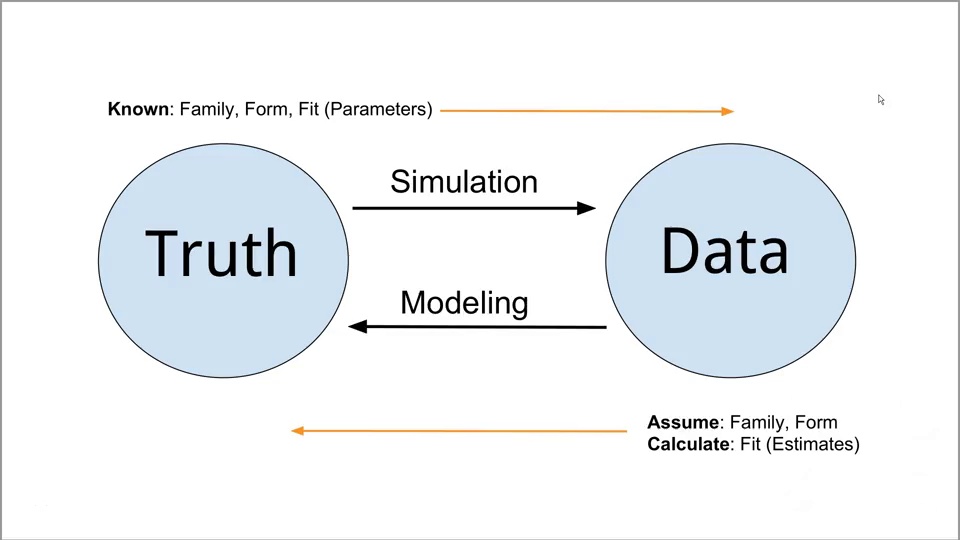 Known: Family, Form, Fit (Parameters)
Simulation
Truth
Data
Modeling
Assume: Family, Form
Calculate: Fit (Estimates)